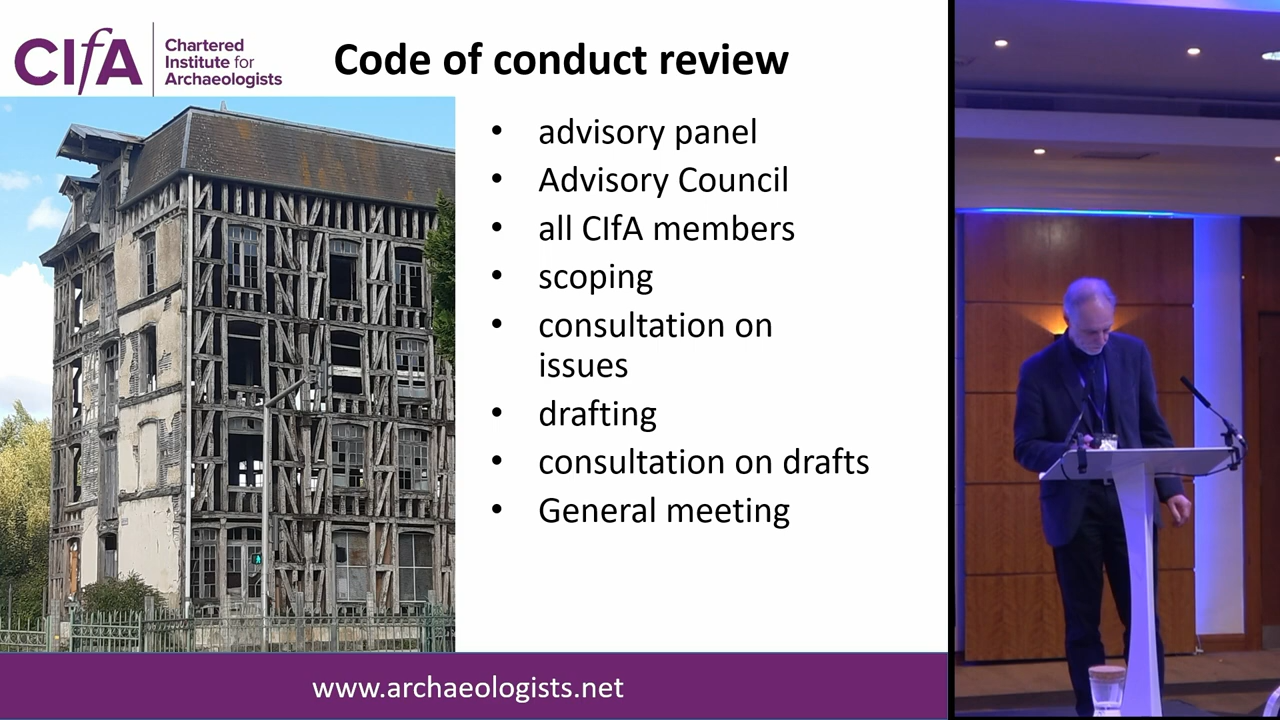 CIfA
Chartered
Institute for
Archaeologists
Code of conduct review
• advisory panel
• Advisory Council
• all CIfA members
• scoping
• consultation on
issues
• drafting
• consultation on drafts
• General meeting
www.archaeologists.net